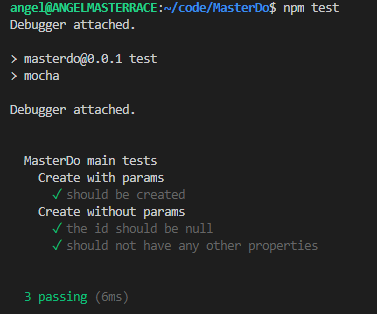 angel@ANGELMASTERRACE:~/code/MasterDo$ npm test
Debugger attached.
> masterdo@0.0.1 test
> mocha
Debugger attached.
MasterDo main tests
Create with params
✓ should be created
Create without params
✓ the id should be null
✓ should not have any other properties
3 passing (6ms)